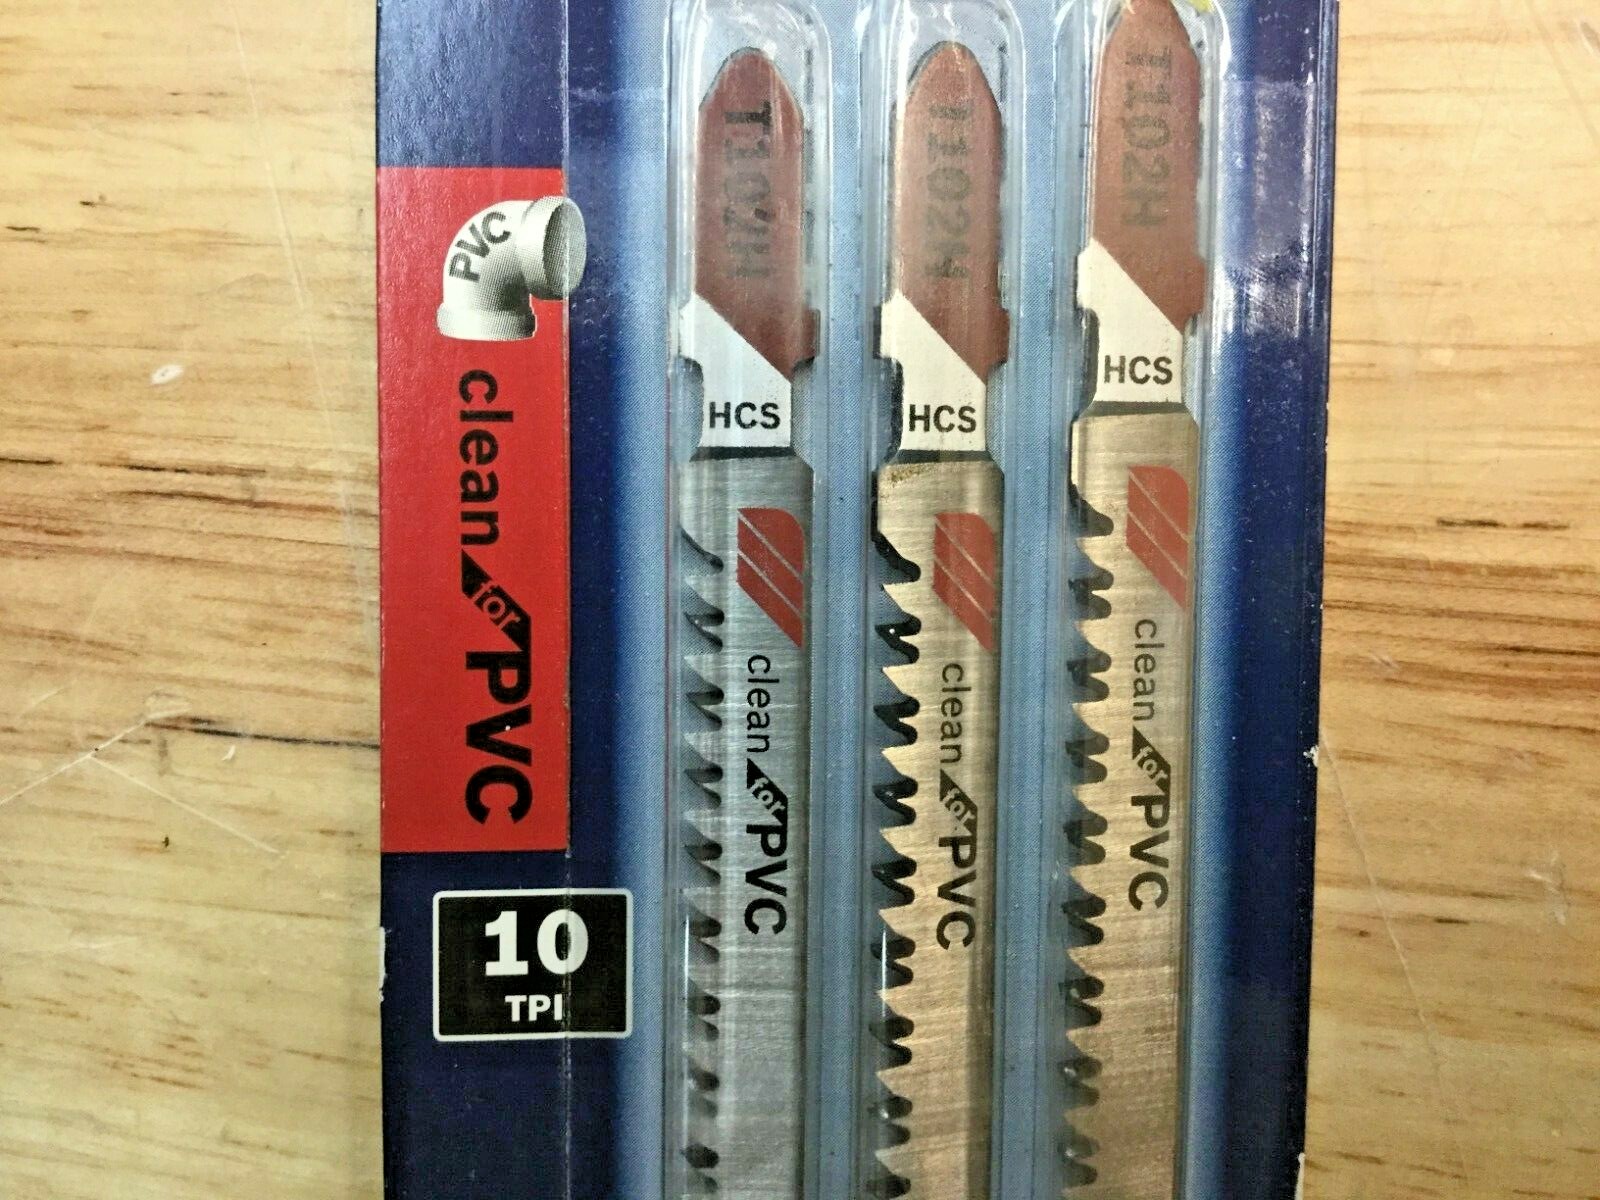 PVC
clean for PVC
10
TPI
T102H
HCS
clean for PVC
T102H
HCS
clean for PVC
T102H
HCS
clean for PVC